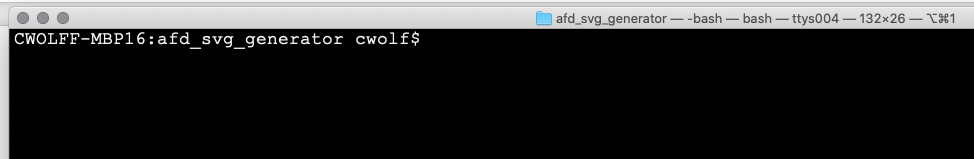 afd_svg_generator — -bash — bash — ttys004 — 132×26 — ⌥⌘1
CWOLFF-MBP16:afd_svg_generator cwolf$